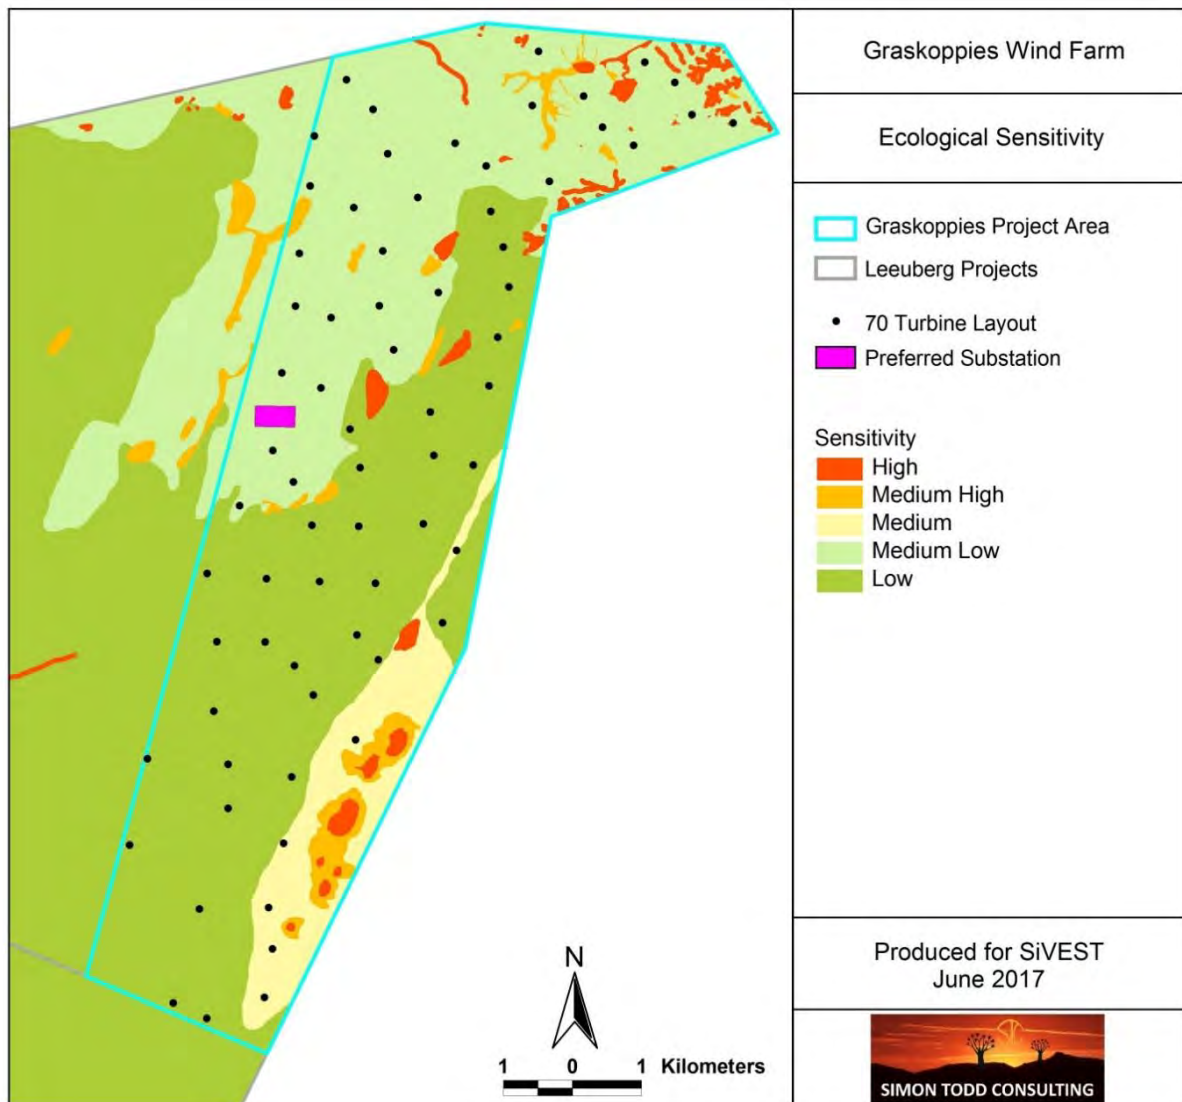 Graskoppies Wind Farm
Ecological Sensitivity
Graskoppies Project Area
Leeuberg Projects
70 Turbine Layout
Preferred Substation
Sensitivity
High
Medium High
Medium
Medium Low
Low
N
1 0 1 Kilometers
Produced for SiVEST
June 2017
SIMON TODD CONSULTING